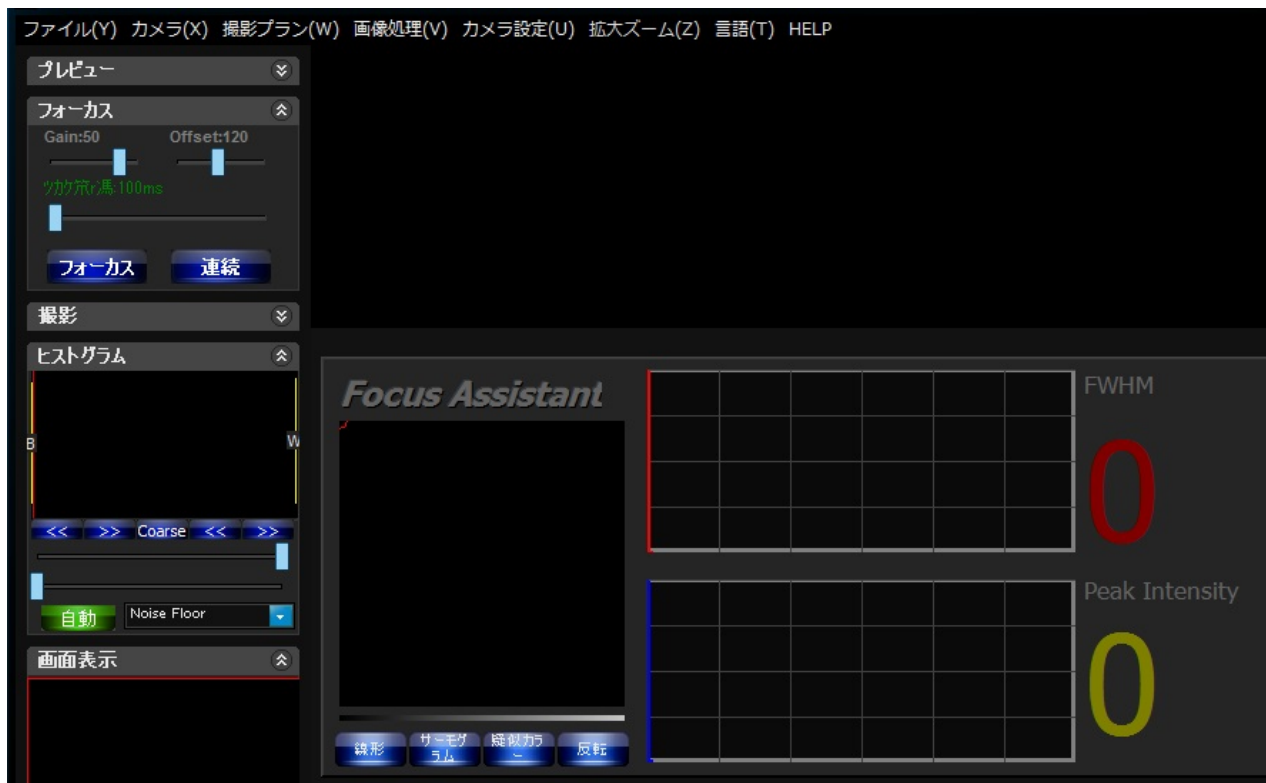 ファイル(Y) カメラ(X) 撮影プラン(W) 画像処理(V) カメラ設定(U) 拡大ズーム(Z) 言語(T) HELP
プレビュー
フォーカス
Gain:50 Offset:120
:100ms
フォーカス 連続
撮影
ヒストグラム
B W
<< >> Coarse << >>
自動 Noise Floor
画面表示
Focus Assistant
線形 サーモグラム 疑似カラー 反転
FWHM
0
Peak Intensity
0